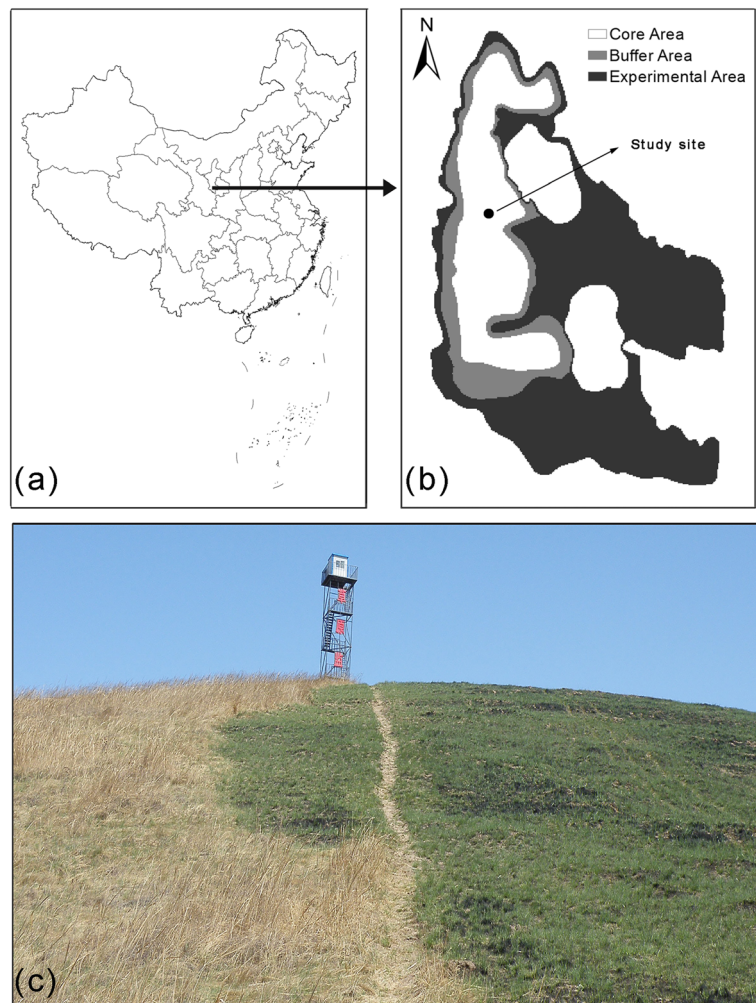 N
Core Area
Buffer Area
Experimental Area
Study site
(a)
(b)
(c)